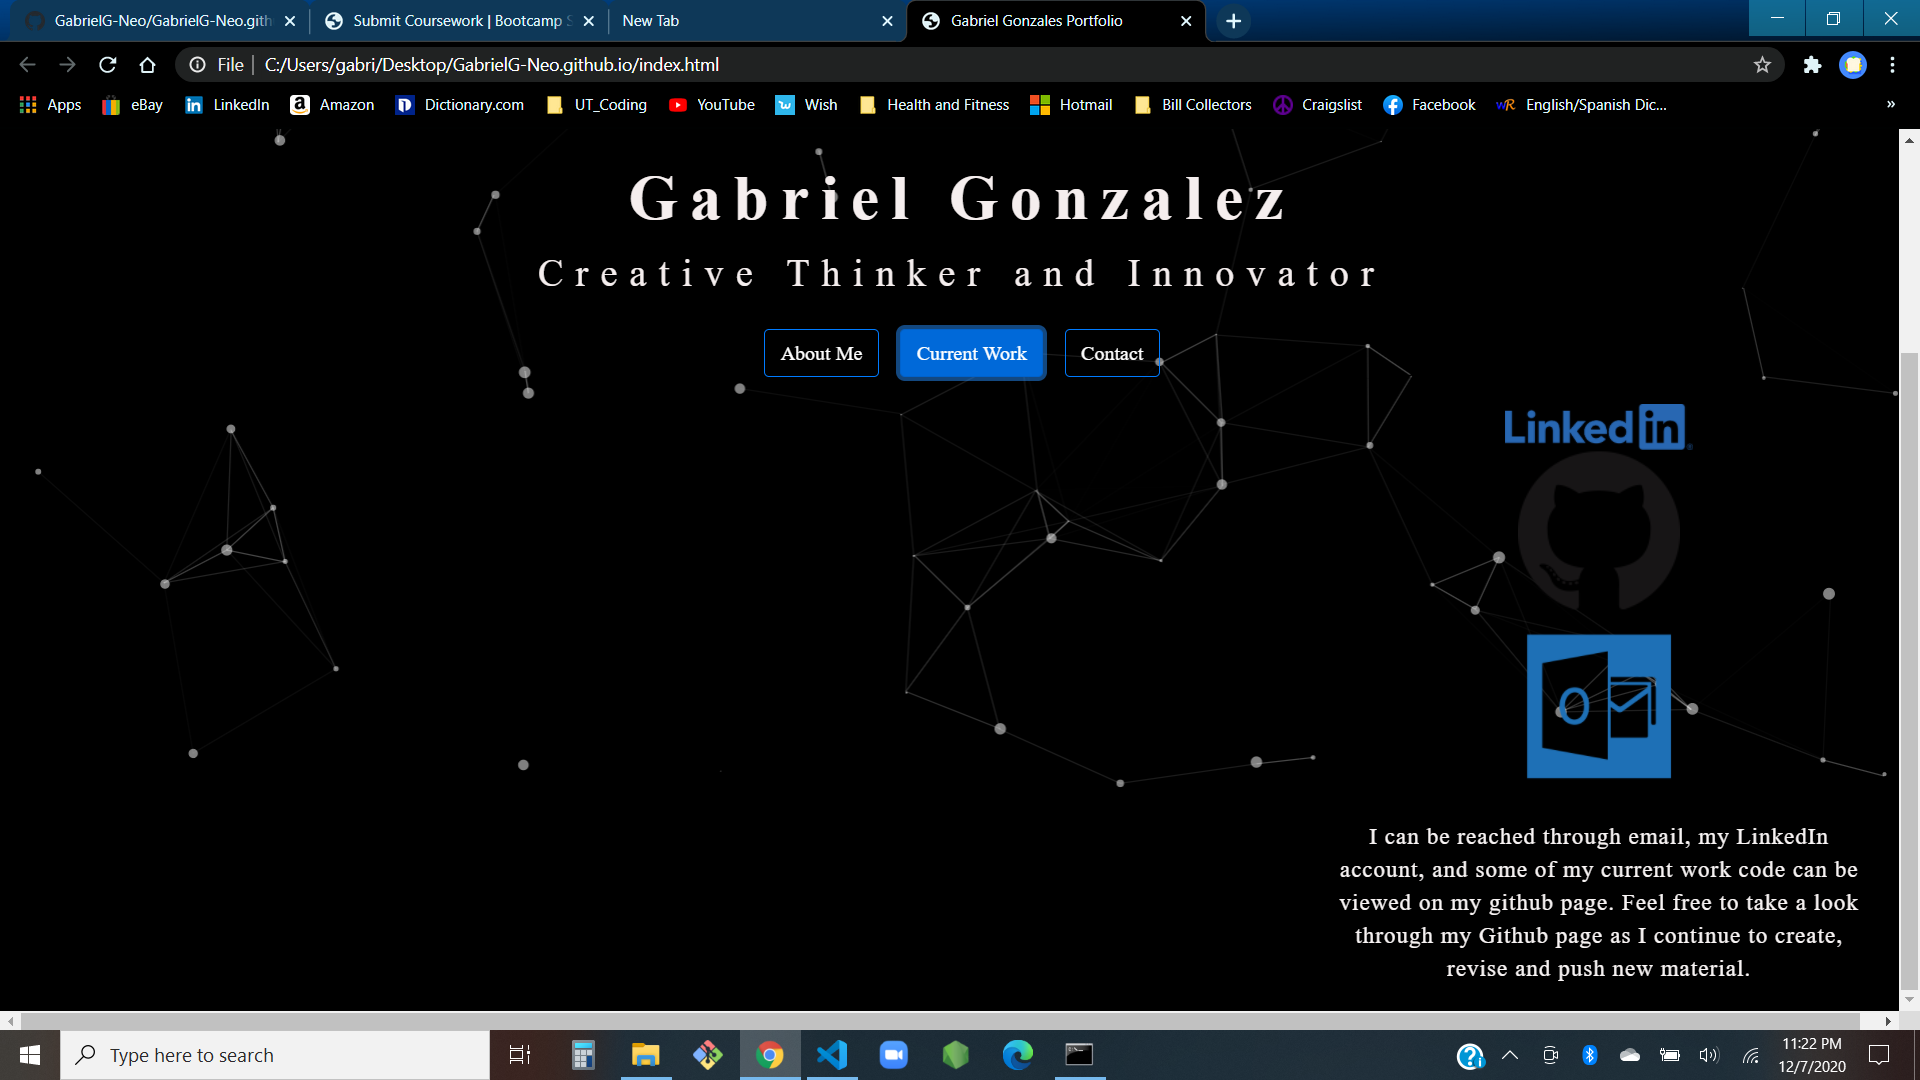 GabrielG-Neo/GabrielG-Neo.gith
Submit Coursework | Bootcamp S
New Tab
Gabriel Gonzales Portfolio
File | C:/Users/gabri/Desktop/GabrielG-Neo.github.io/index.html
Apps eBay LinkedIn Amazon Dictionary.com UT_Coding YouTube Wish Health and Fitness Hotmail Bill Collectors Craigslist Facebook English/Spanish Dic... »
Gabriel Gonzalez
Creative Thinker and Innovator
About Me Current Work Contact
Linked in
I can be reached through email, my LinkedIn
account, and some of my current work code can be
viewed on my github page. Feel free to take a look
through my Github page as I continue to create,
revise and push new material.
Type here to search
11:22 PM
12/7/2020